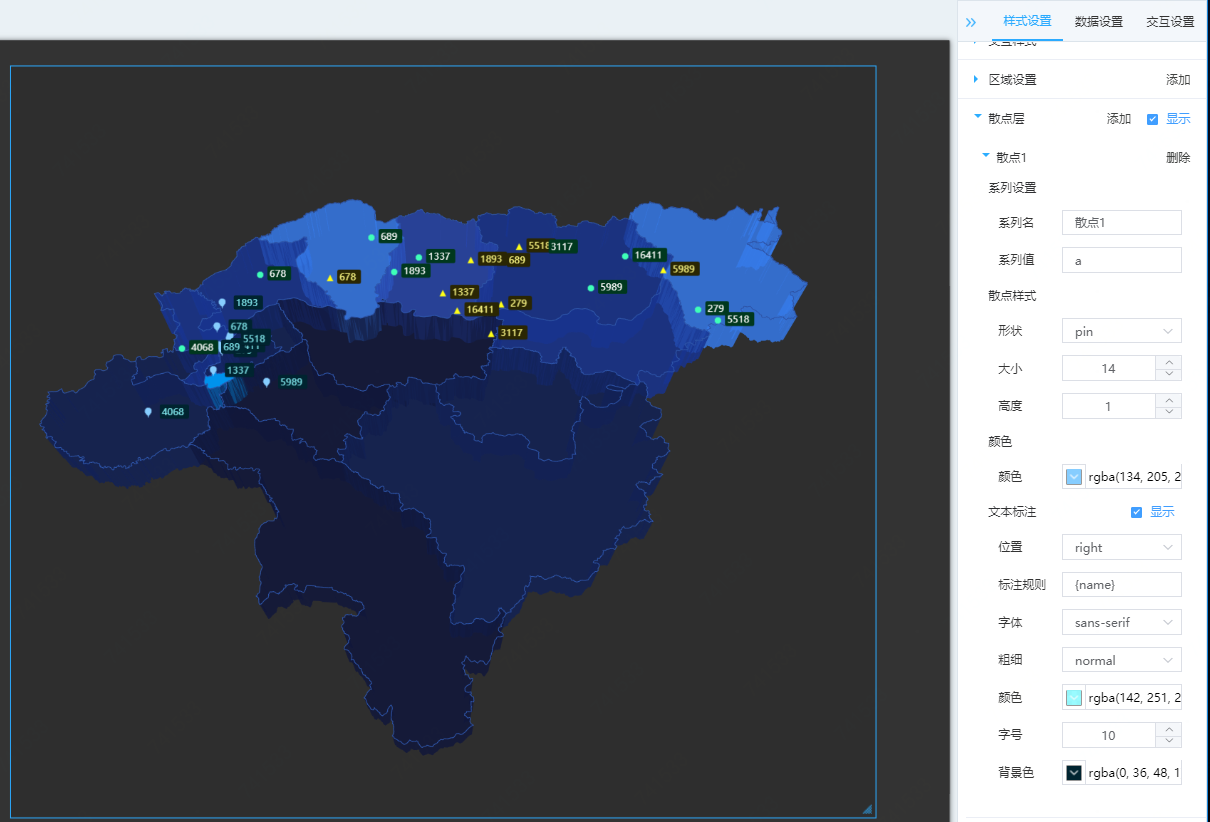 样式设置 数据设置 交互设置
交互样式
区域设置 添加
散点层 添加 显示
散点1 删除
系列设置
系列名 散点1
系列值 a
散点样式
形状 pin
大小 14
高度 1
颜色
颜色 rgba(134, 205, 2
文本标注 显示
位置 right
标注规则 {name}
字体 sans-serif
粗细 normal
颜色 rgba(142, 251, 2
字号 10
背景色 rgba(0, 36, 48, 1
689
5518 3117
1337
1893 689
16411
1893
5989
678
678
5989
1337
1893
279
279
16411
5518
678
3117
5518
4068
689
1337
5989
4068